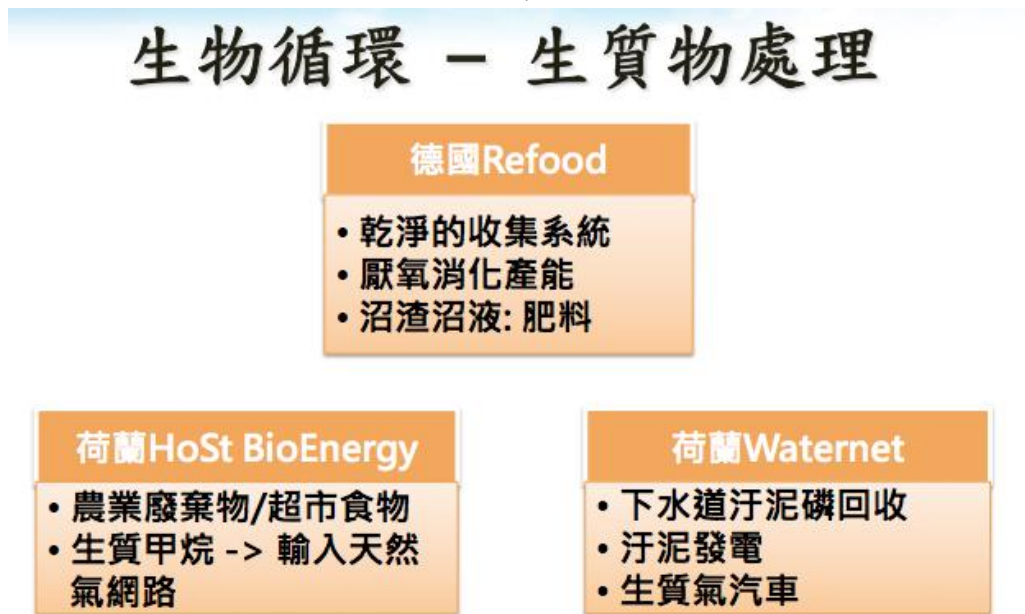 生物循環 – 生質物處理
德國Refood
• 乾淨的收集系統
• 厭氧消化產能
• 沼渣沼液: 肥料
荷蘭HoSt BioEnergy
• 農業廢棄物/超市食物
• 生質甲烷 -> 輸入天然
氣網路
荷蘭Waternet
• 下水道汙泥磷回收
• 汙泥發電
• 生質氣汽車